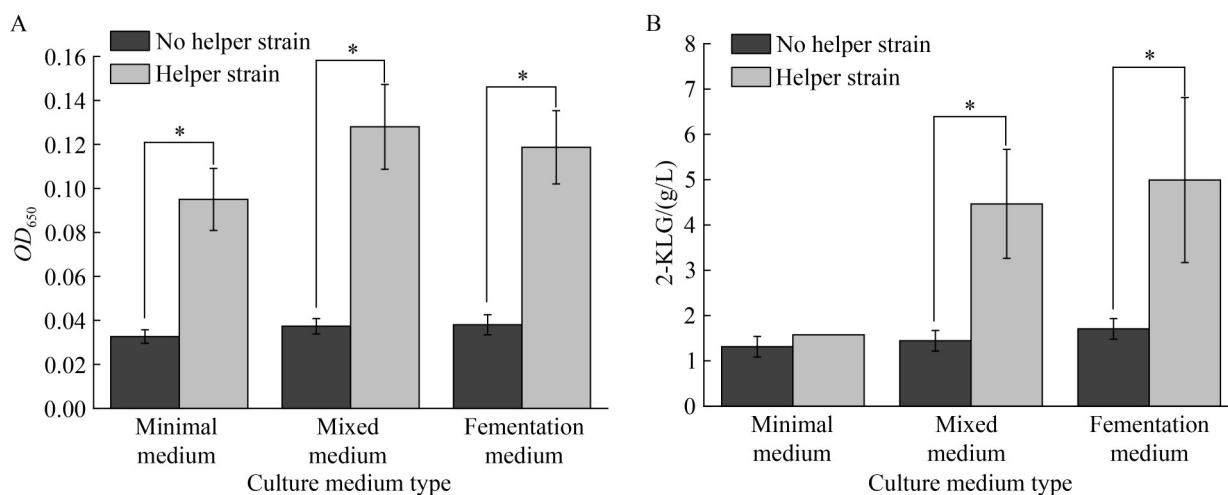 A
0.16
0.14
0.12
0.10
0.08
0.06
0.04
0.02
0.00
OD650
No helper strain
Helper strain
*
*
*
Minimal
medium
Mixed
medium
Fementation
medium
Culture medium type
B
8
7
6
5
4
3
2
1
0
2-KLG/(g/L)
No helper strain
Helper strain
*
*
Minimal
medium
Mixed
medium
Fementation
medium
Culture medium type